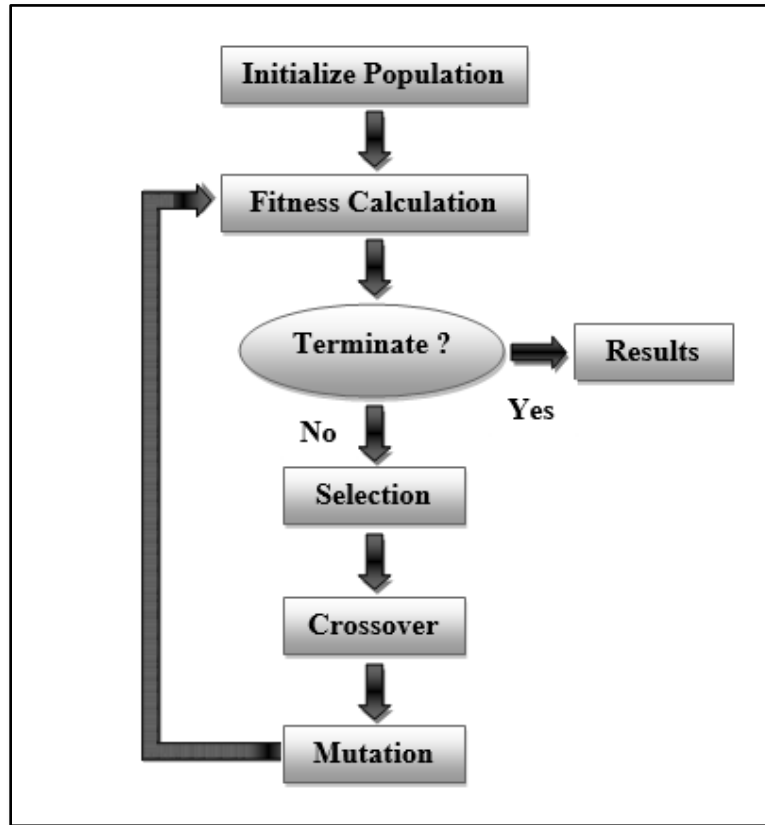 Initialize Population
Fitness Calculation
Terminate ?
Results
Yes
No
Selection
Crossover
Mutation